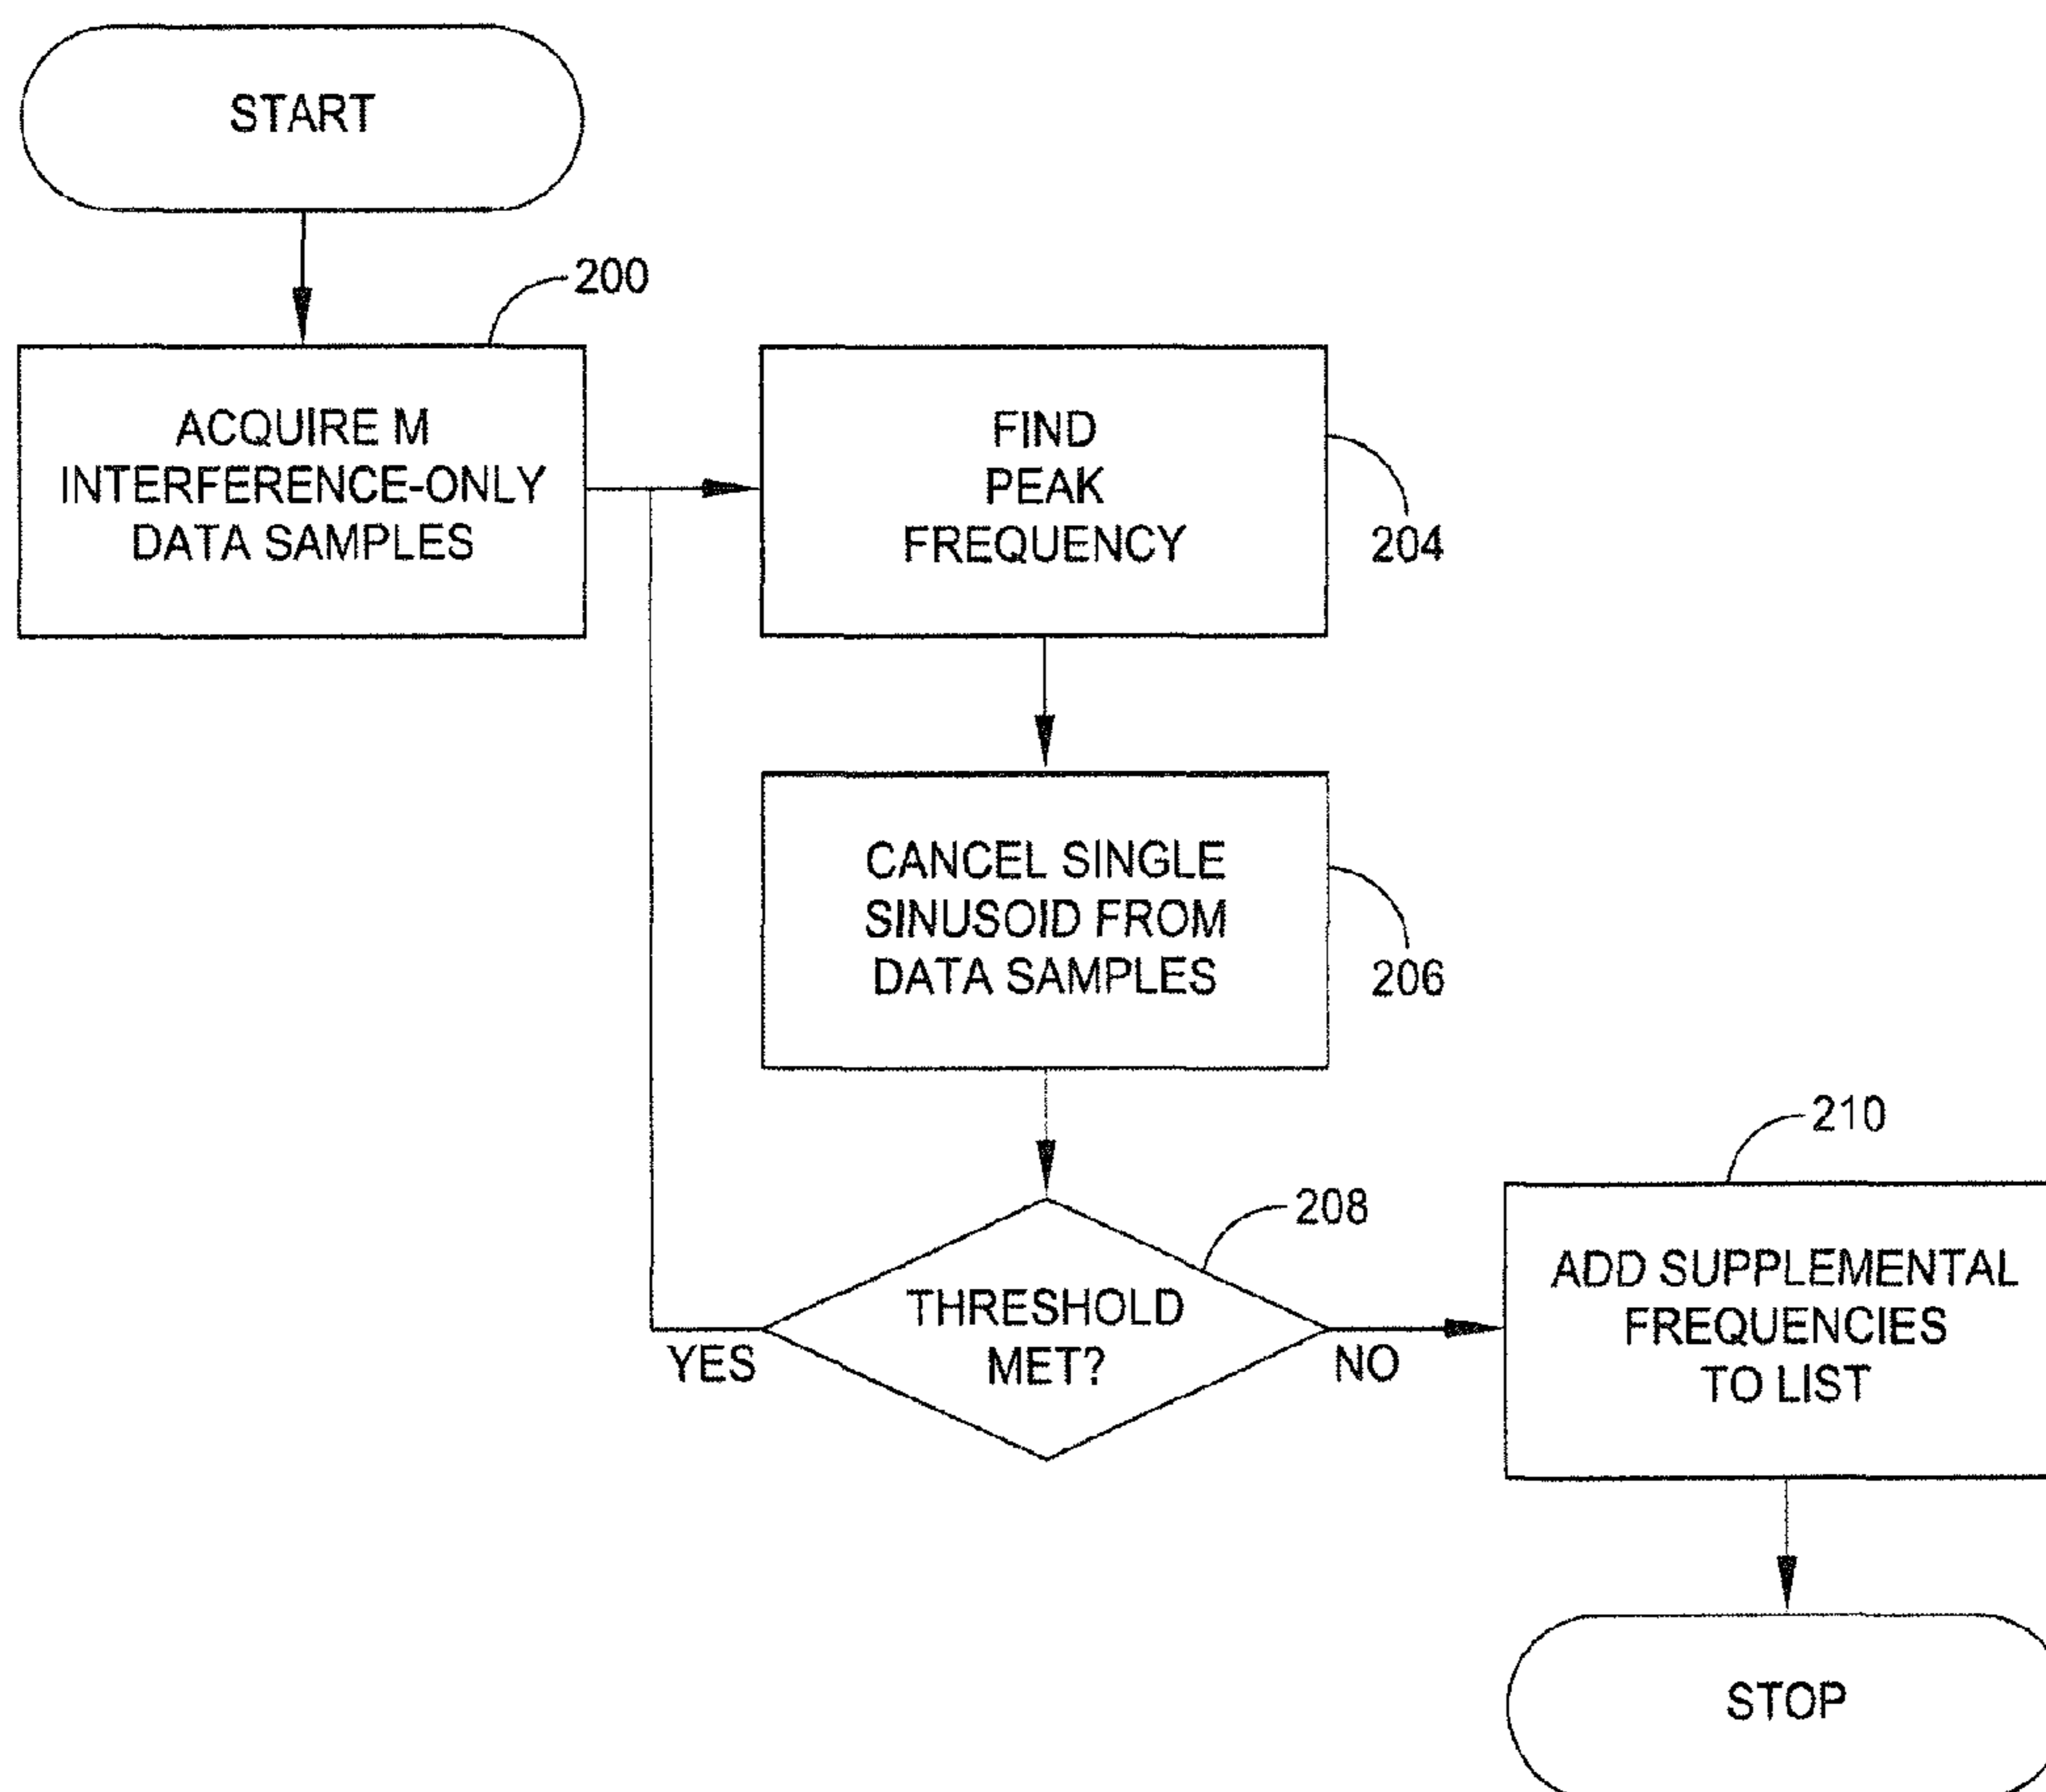 START
200
ACQUIRE M
INTERFERENCE-ONLY
DATA SAMPLES
FIND
PEAK
FREQUENCY
204
CANCEL SINGLE
SINUSOID FROM
DATA SAMPLES
206
208
THRESHOLD
MET?
YES
NO
210
ADD SUPPLEMENTAL
FREQUENCIES
TO LIST
STOP